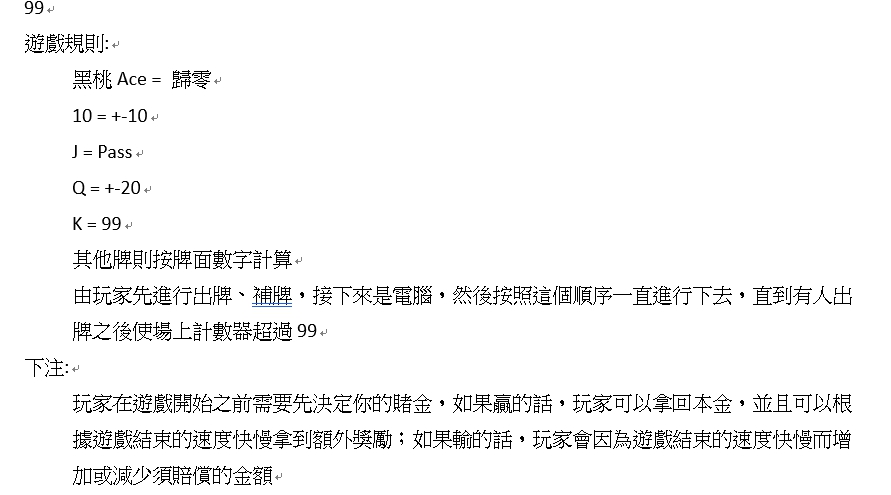 99
遊戲規則:
黑桃 Ace = 歸零
10 = +-10
J = Pass
Q = +-20
K = 99
其他牌則按牌面數字計算
由玩家先進行出牌、補牌，接下來是電腦，然後按照這個順序一直進行下去，直到有人出
牌之後使場上計數器超過 99
下注:
玩家在遊戲開始之前需要先決定你的賭金，如果贏的話，玩家可以拿回本金，並且可以根
據遊戲結束的速度快慢拿到額外獎勵；如果輸的話，玩家會因為遊戲結束的速度快慢而增
加或減少須賠償的金額